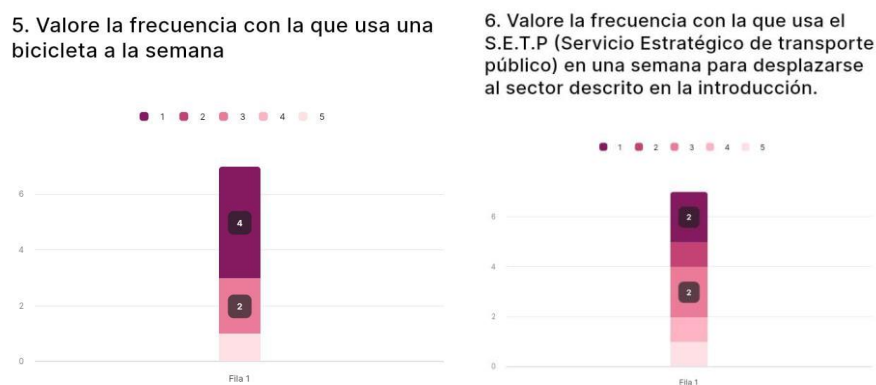 5. Valore la frecuencia con la que usa una
bicicleta a la semana
1 2 3 4 5
6
4
4
2
2
0
Fila 1
6. Valore la frecuencia con la que usa el
S.E.T.P (Servicio Estratégico de transporte
público) en una semana para desplazarse
al sector descrito en la introducción.
1 2 3 4 5
6
2
4
2
2
0
Fila 1